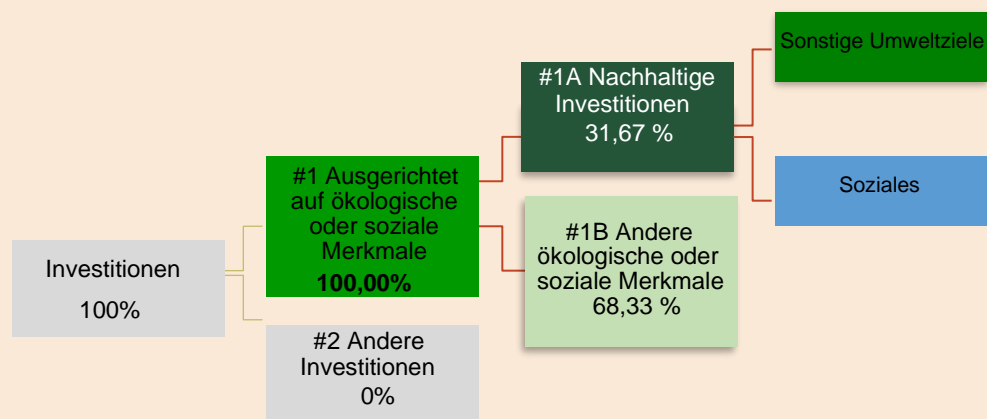 Investitionen
100%
#1 Ausgerichtet
auf ökologische
oder soziale
Merkmale
100,00%
#2 Andere
Investitionen
0%
#1A Nachhaltige
Investitionen
31,67 %
#1B Andere
ökologische oder
soziale Merkmale
68,33 %
Sonstige Umweltziele
Soziales